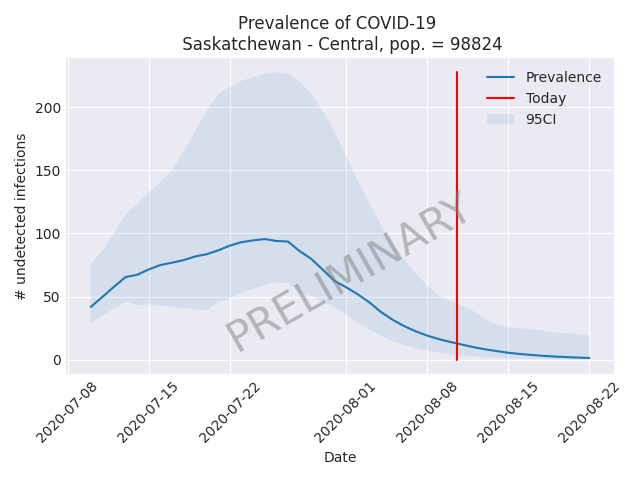 Prevalence of COVID-19
Saskatchewan - Central, pop. = 98824
Prevalence
Today
95CI
# undetected infections
200
150
100
50
0
PRELIMINARY
2020-07-08
2020-07-15
2020-07-22
2020-08-01
2020-08-08
2020-08-15
2020-08-22
Date